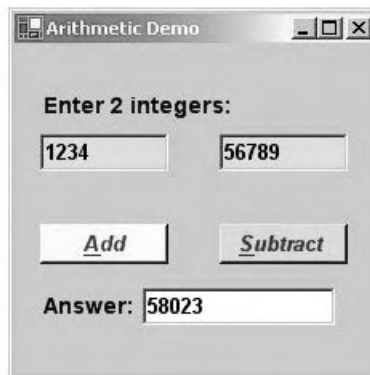 Arithmetic Demo
Enter 2 integers:
1234 56789
Add Subtract
Answer: 58023